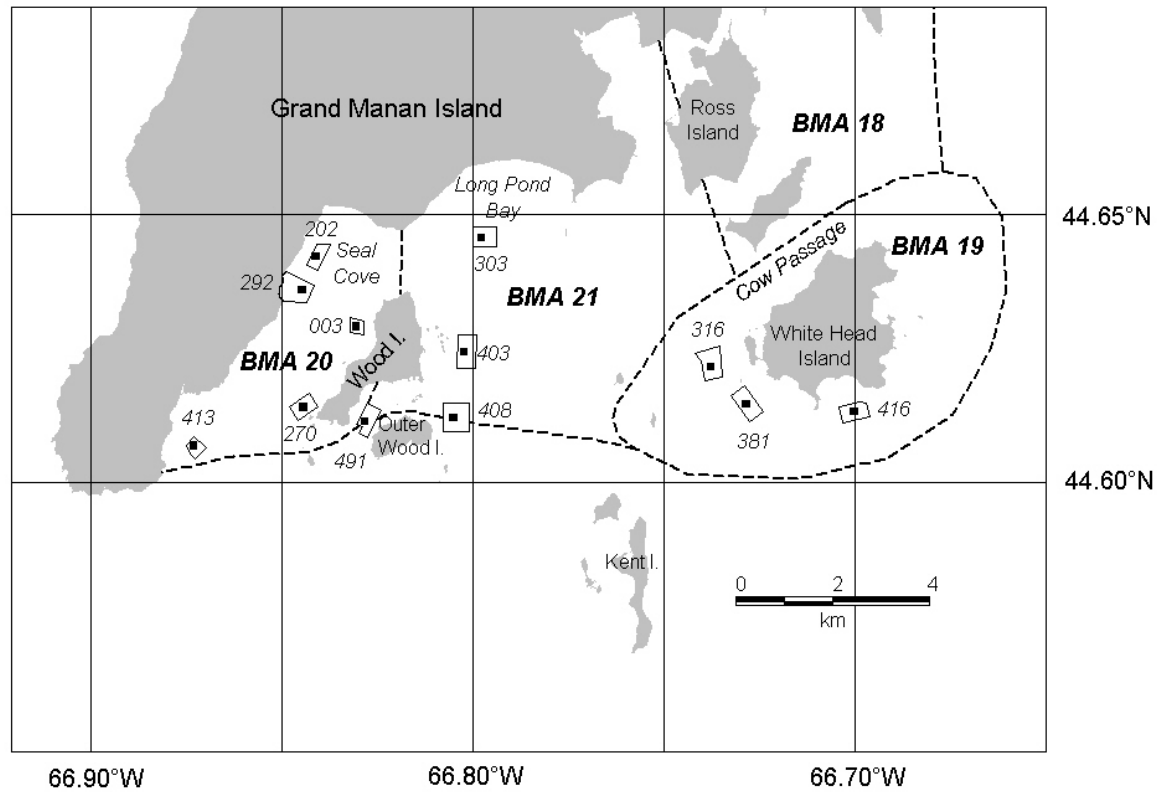 Grand Manan Island
Ross
Island
BMA 18
Long Pond
Bay
44.65°N
202
Seal
Cove
303
Cow Passage
BMA 19
292
BMA 21
003
316
White Head
Island
BMA 20
Wood I.
403
413
270
491
Outer
Wood I.
408
381
416
44.60°N
Kent I.
0 2 4
km
66.90°W 66.80°W 66.70°W